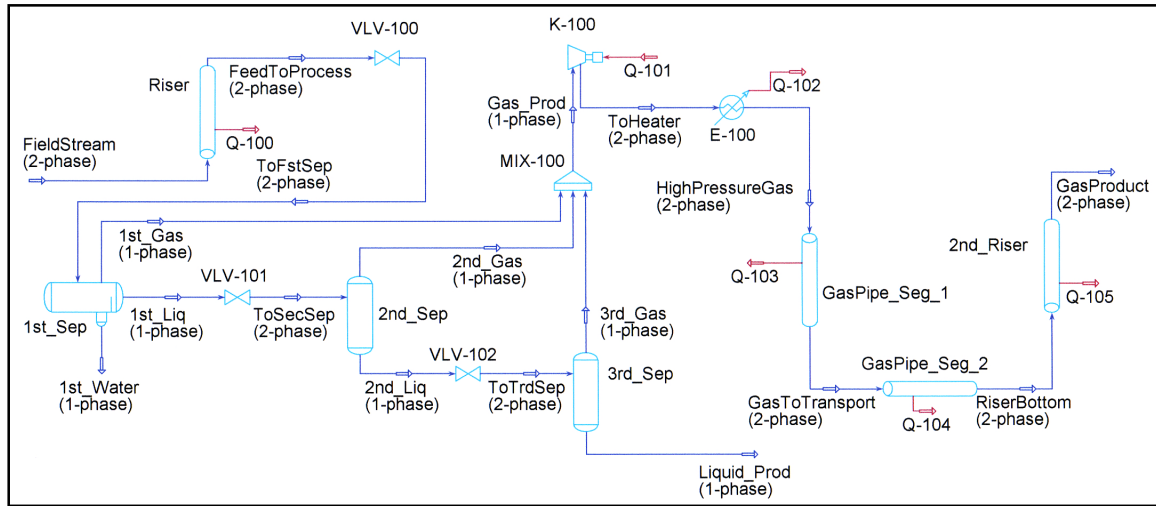 VLV-100
K-100
FeedToProcess
(2-phase)
Riser
Q-101
Q-102
Gas_Prod
(1-phase)
ToHeater
(2-phase)
E-100
Q-100
FieldStream
(2-phase)
ToFstSep
(2-phase)
MIX-100
HighPressureGas
(2-phase)
GasProduct
(2-phase)
1st_Gas
(1-phase)
2nd_Gas
(1-phase)
2nd_Riser
VLV-101
Q-103
GasPipe_Seg_1
Q-105
1st_Sep
1st_Liq
(1-phase)
ToSecSep
(2-phase)
2nd_Sep
3rd_Gas
(1-phase)
VLV-102
GasPipe_Seg_2
1st_Water
(1-phase)
2nd_Liq
(1-phase)
ToTrdSep
(2-phase)
3rd_Sep
GasToTransport
(2-phase)
RiserBottom
(2-phase)
Q-104
Liquid_Prod
(1-phase)